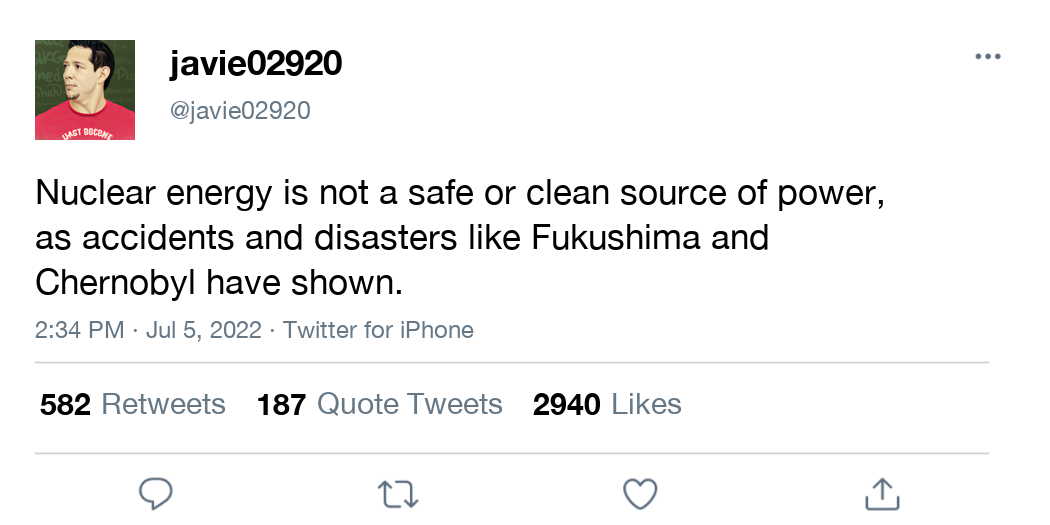 javie02920
@javie02920
Nuclear energy is not a safe or clean source of power,
as accidents and disasters like Fukushima and
Chernobyl have shown.
2:34 PM · Jul 5, 2022 · Twitter for iPhone
582 Retweets 187 Quote Tweets 2940 Likes